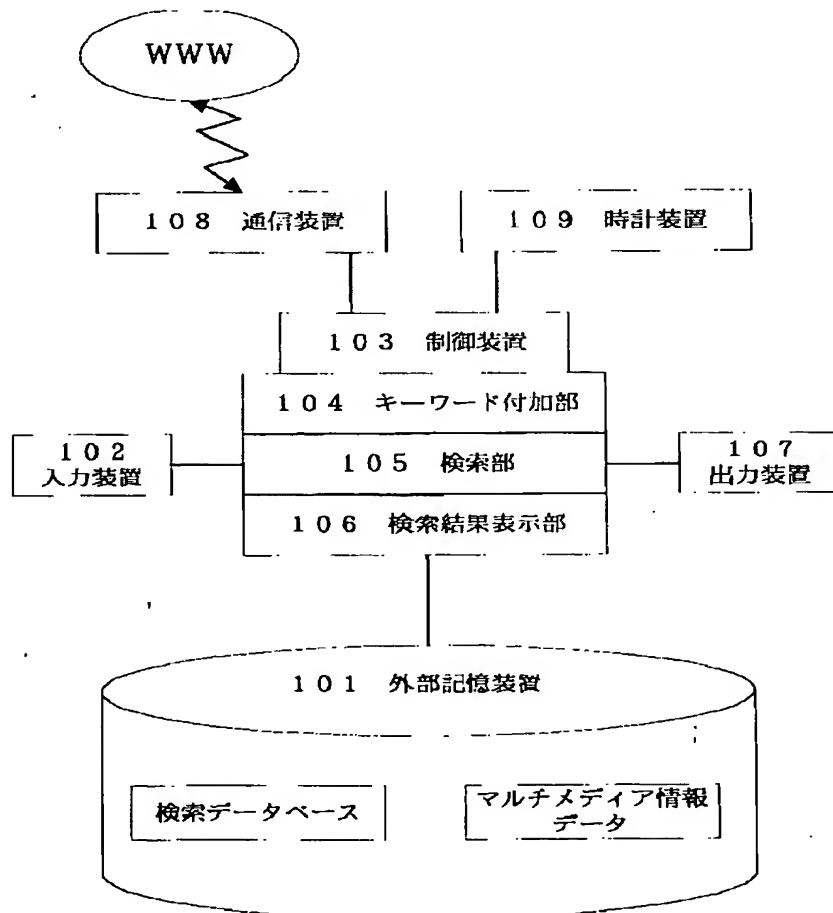 WWW
108 通信装置
109 時計装置
103 制御装置
104 キーワード付加部
102
入力装置
105 検索部
107
出力装置
106 検索結果表示部
101 外部記憶装置
検索データベース
マルチメディア情報
データ